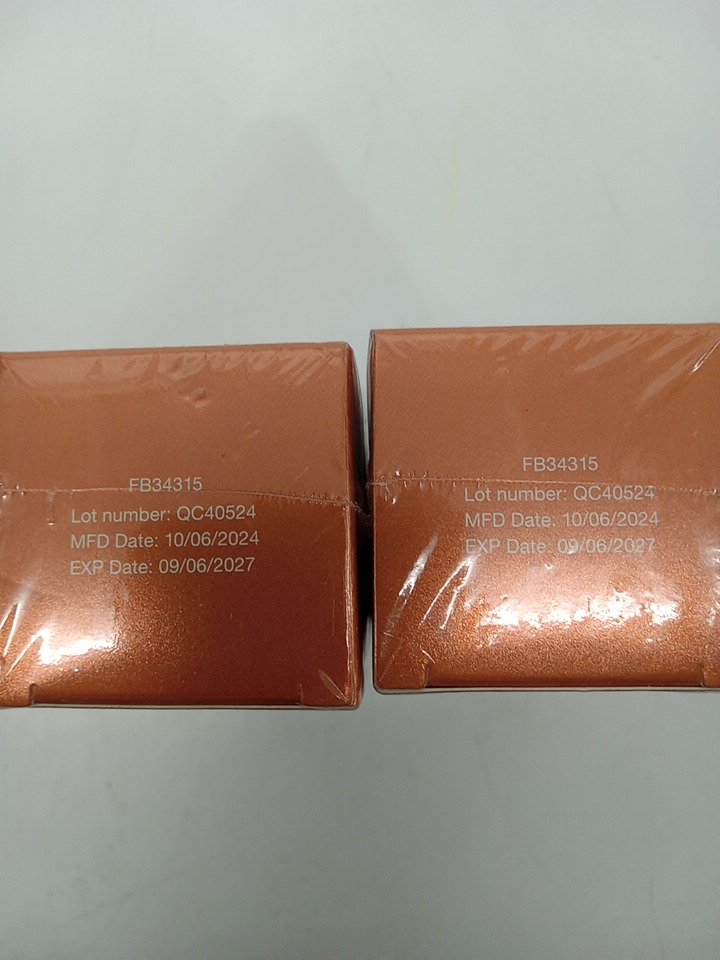 FB34315
Lot number: QC40524
MFD Date: 10/06/2024
EXP Date: 09/06/2027
FB34315
Lot number: QC40524
MFD Date: 10/06/2024
EXP Date: 09/06/2027